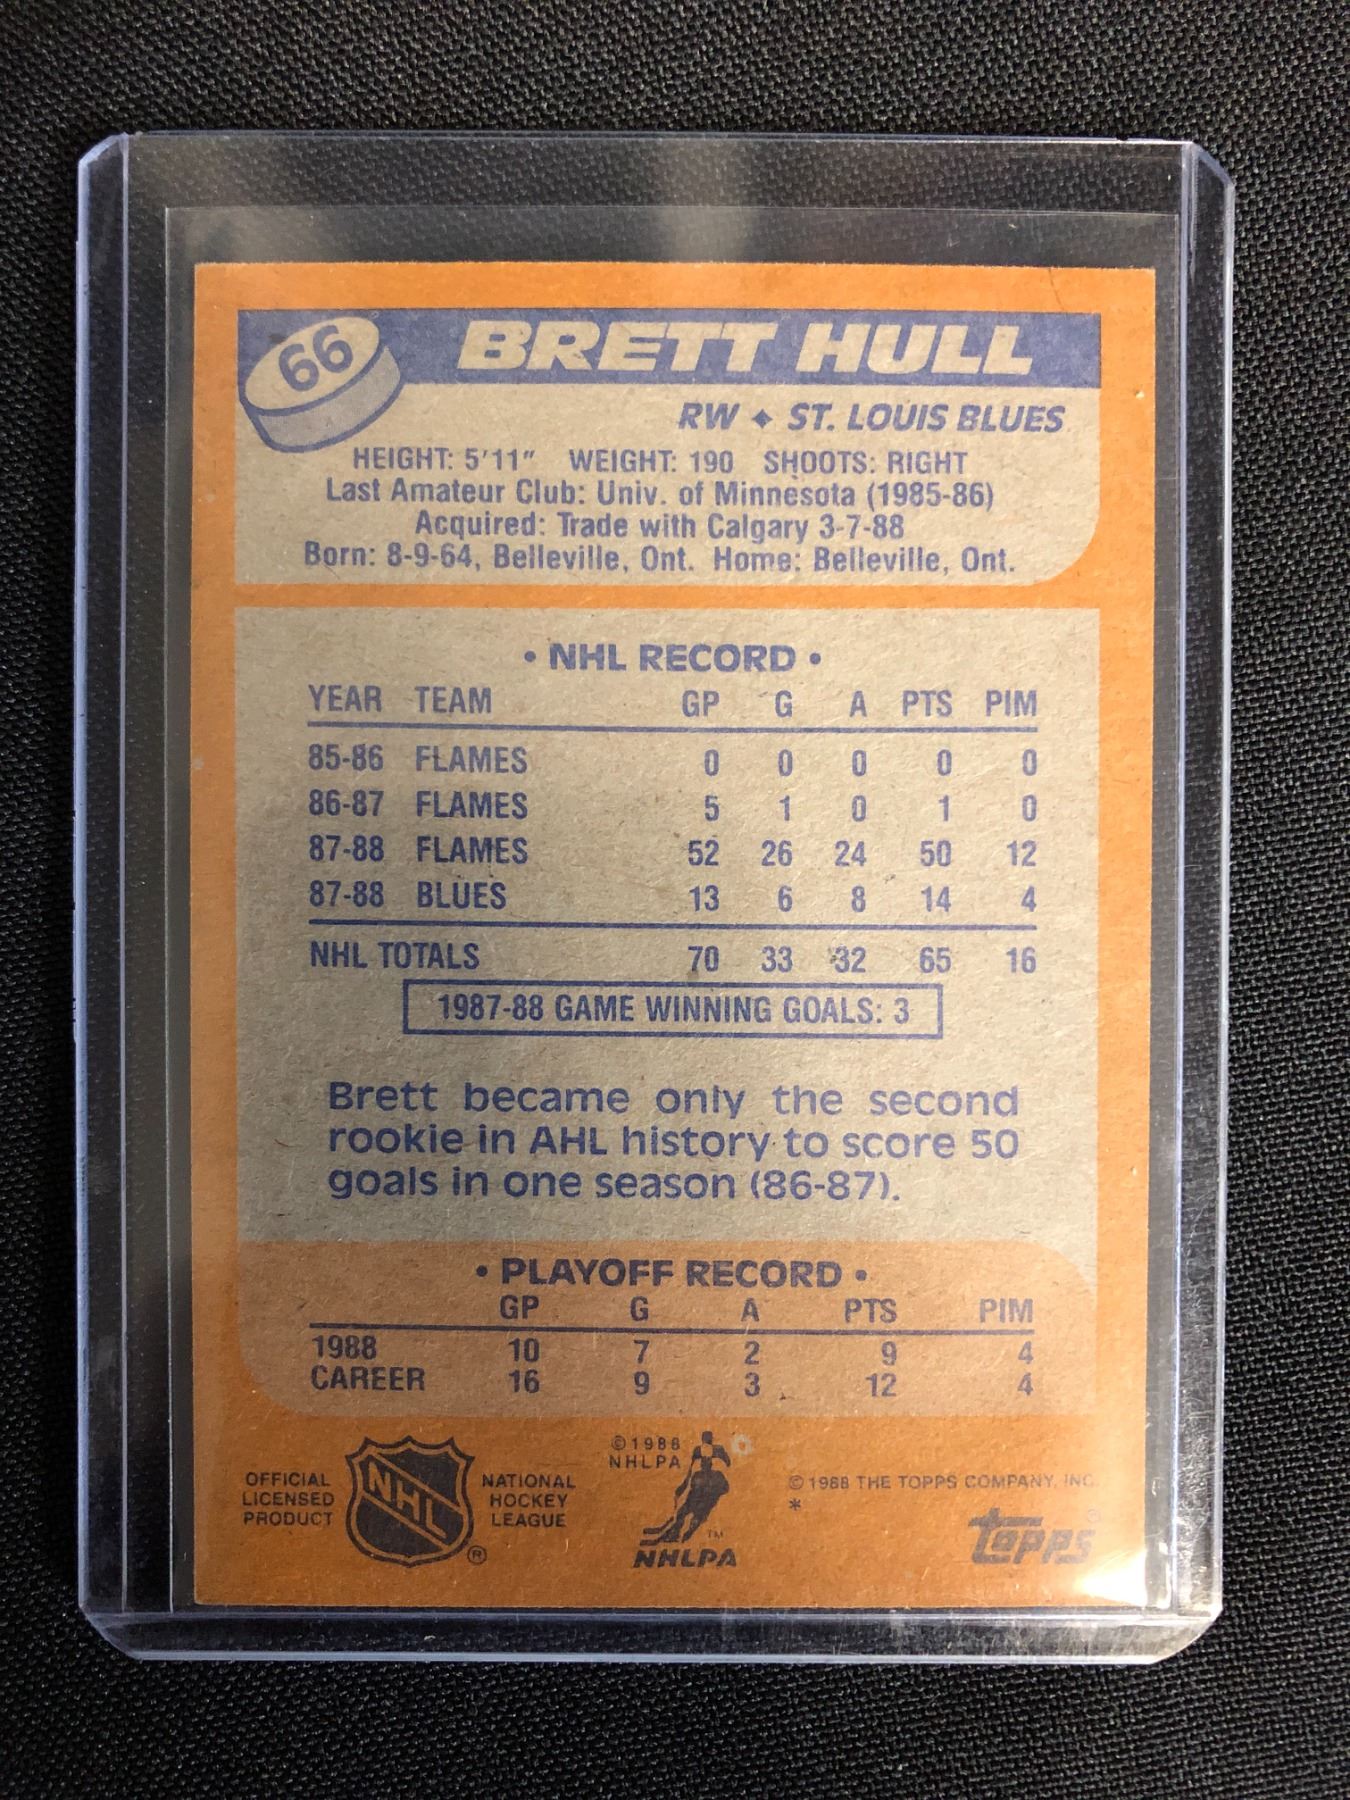 66 BRETT HULL
RW ✦ ST. LOUIS BLUES
HEIGHT: 5'11" WEIGHT: 190 SHOOTS: RIGHT
Last Amateur Club: Univ. of Minnesota (1985-86)
Acquired: Trade with Calgary 3-7-88
Born: 8-9-64, Belleville, Ont. Home: Belleville, Ont.
• NHL RECORD •
YEAR TEAM GP G A PTS PIM
85-86 FLAMES 0 0 0 0 0
86-87 FLAMES 5 1 0 1 0
87-88 FLAMES 52 26 24 50 12
87-88 BLUES 13 6 8 14 4
NHL TOTALS 70 33 32 65 16
1987-88 GAME WINNING GOALS: 3
Brett became only the second
rookie in AHL history to score 50
goals in one season (86-87).
• PLAYOFF RECORD •
GP G A PTS PIM
1988 10 7 2 9 4
CAREER 16 9 3 12 4
OFFICIAL
LICENSED
PRODUCT
NHL
®
NATIONAL
HOCKEY
LEAGUE
© 1988
NHLPA
TM
NHLPA
© 1988 THE TOPPS COMPANY, INC.
*
topps®